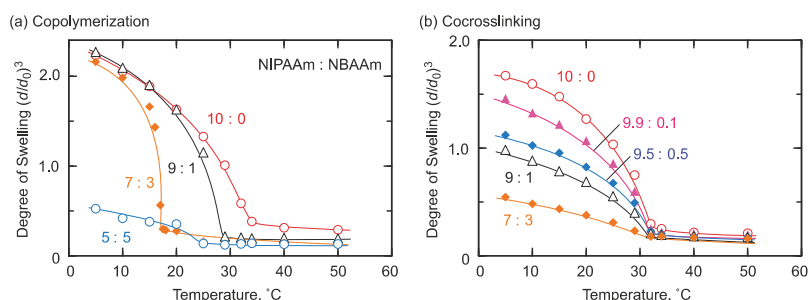 (a) Copolymerization
Degree of Swelling (d/d0)3
2.0
1.0
0
NIPAAm : NBAAm
10 : 0
9 : 1
7 : 3
5 : 5
0 10 20 30 40 50 60
Temperature, °C
(b) Cocrosslinking
Degree of Swelling (d/d0)3
2.0
1.0
0
10 : 0
9.9 : 0.1
9.5 : 0.5
9 : 1
7 : 3
0 10 20 30 40 50 60
Temperature, °C